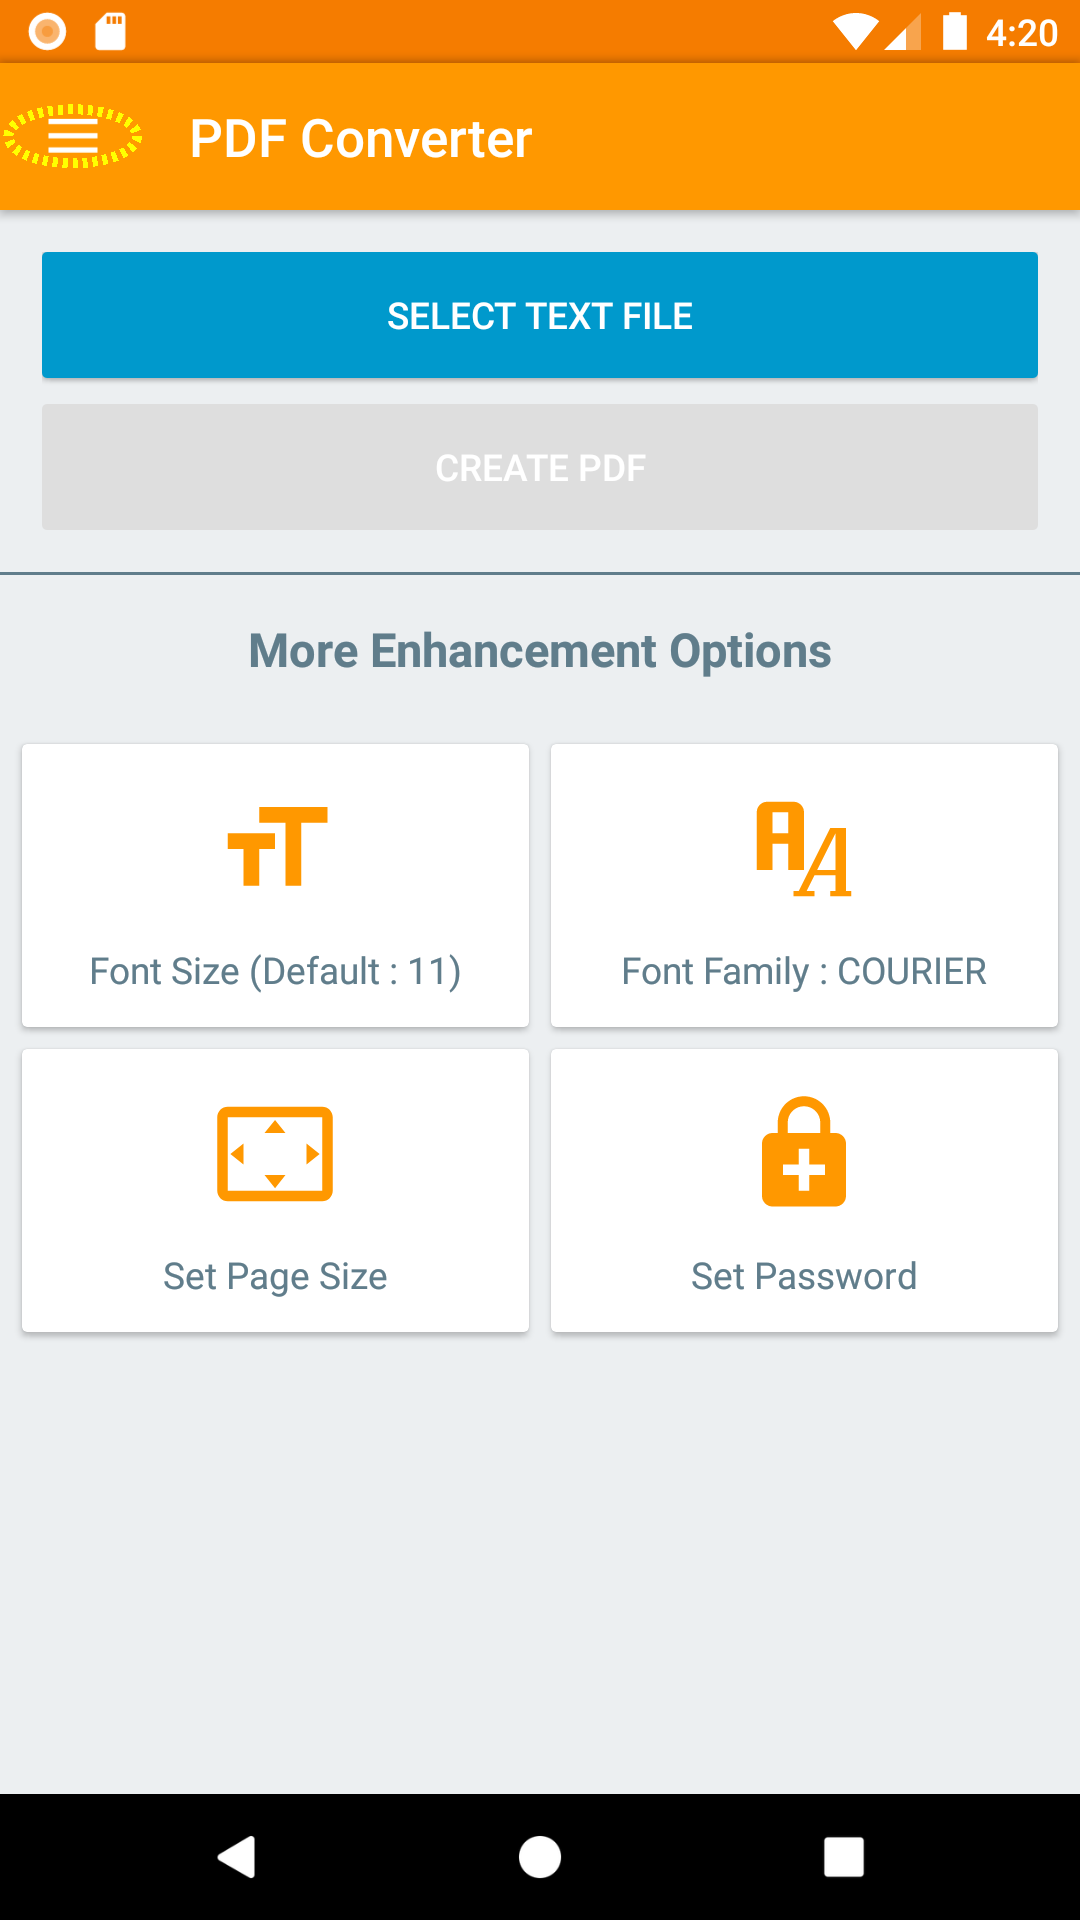 4:20
PDF Converter
SELECT TEXT FILE
CREATE PDF
More Enhancement Options
Font Size (Default : 11)
Font Family : COURIER
Set Page Size
Set Password